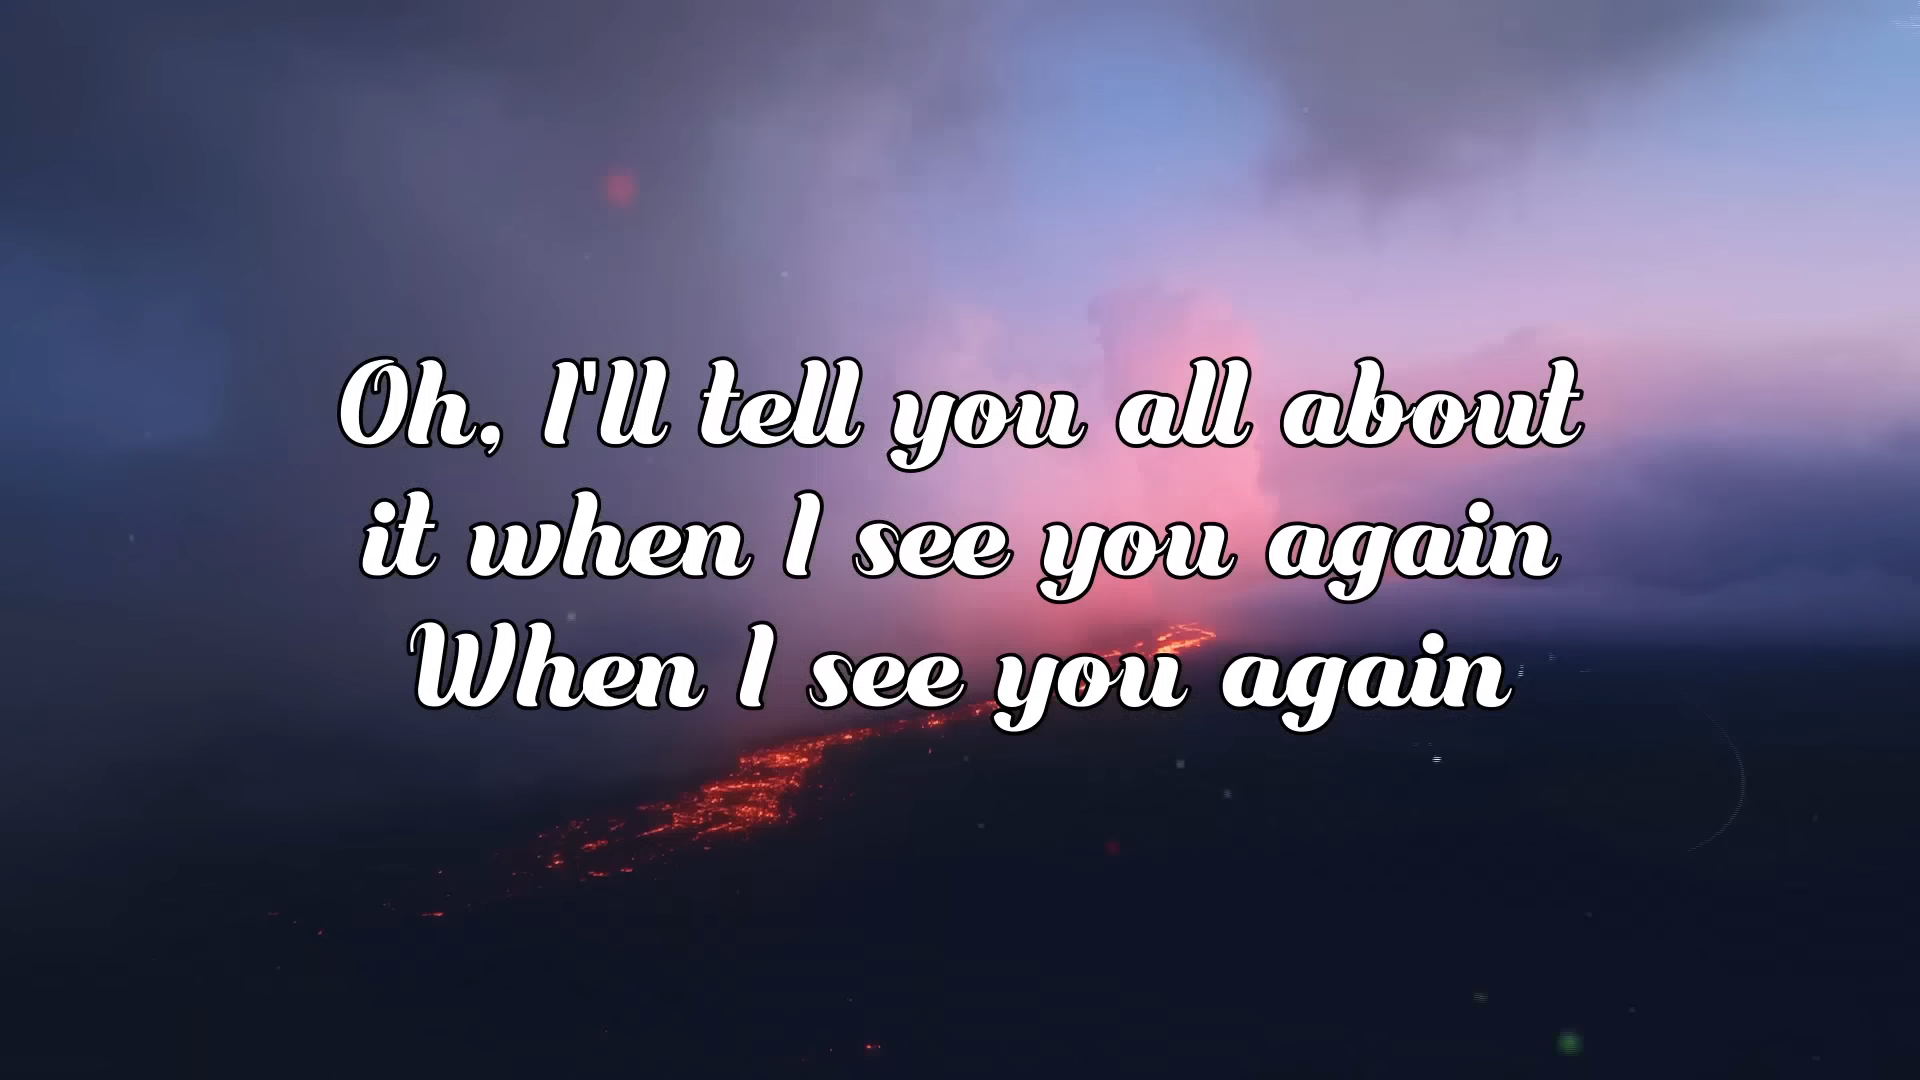 Oh, I'll tell you all about
it when I see you again
When I see you again